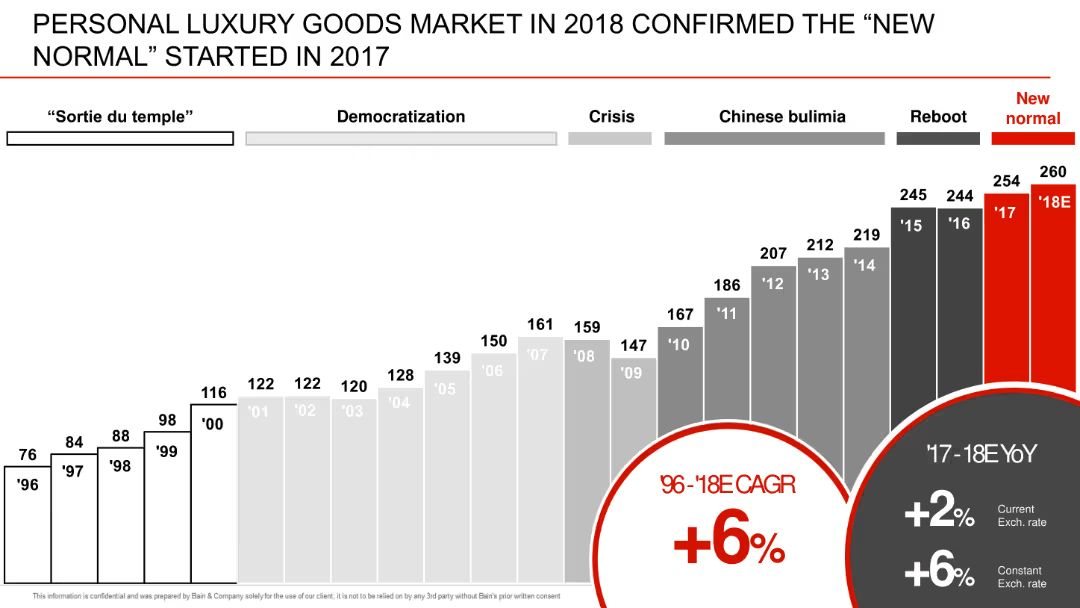 PERSONAL LUXURY GOODS MARKET IN 2018 CONFIRMED THE “NEW
NORMAL” STARTED IN 2017
“Sortie du temple”
Democratization
Crisis
Chinese bulimia
Reboot
New
normal
76
84
88
98
116
122
122
120
128
139
150
161
159
147
167
186
207
212
219
245
244
254
260
'96
'97
'98
'99
'00
'01
'02
'03
'04
'05
'06
'07
'08
'09
'10
'11
'12
'13
'14
'15
'16
'17
'18E
'96-'18E CAGR
+6%
'17-18E YoY
+2%
Current
Exch. rate
+6%
Constant
Exch. rate
This information is confidential and was prepared by Bain & Company solely for the use of our client; it is not to be relied on by any 3rd party without Bain's prior written consent